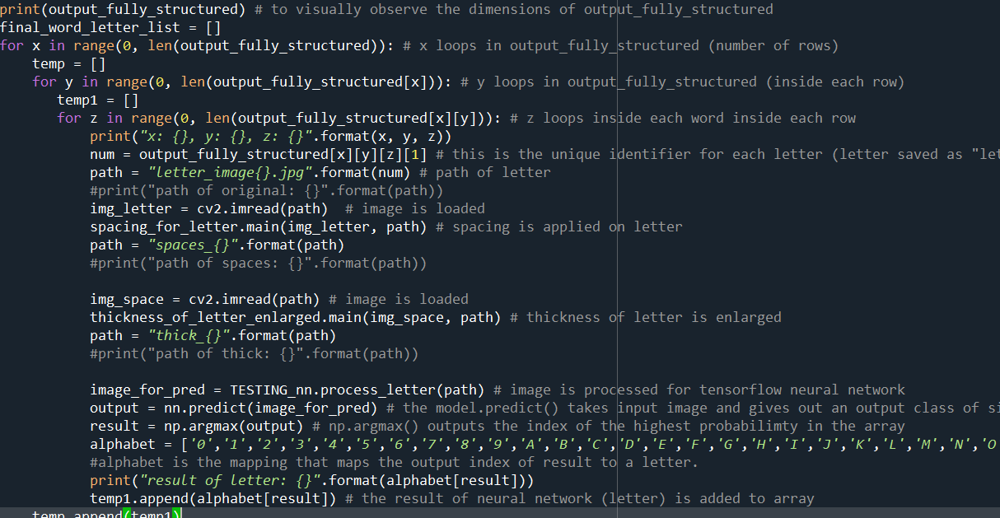 print(output_fully_structured) # to visually observe the dimensions of output_fully_structured
final_word_letter_list = []
for x in range(0, len(output_fully_structured)): # x loops in output_fully_structured (number of rows)
    temp = []
    for y in range(0, len(output_fully_structured[x])): # y loops in output_fully_structured (inside each row)
       temp1 = []
       for z in range(0, len(output_fully_structured[x][y])): # z loops inside each word inside each row
           print("x: {}, y: {}, z: {}".format(x, y, z))
           num = output_fully_structured[x][y][z][1] # this is the unique identifier for each letter (letter saved as "let
           path = "letter_image{}.jpg".format(num) # path of letter
           #print("path of original: {}".format(path))
           img_letter = cv2.imread(path)  # image is loaded
           spacing_for_letter.main(img_letter, path) # spacing is applied on letter
           path = "spaces_{}".format(path)
           #print("path of spaces: {}".format(path))
           img_space = cv2.imread(path) # image is loaded
           thickness_of_letter_enlarged.main(img_space, path) # thickness of letter is enlarged
           path = "thick_{}".format(path)
           #print("path of thick: {}".format(path))
           image_for_pred = TESTING_nn.process_letter(path) # image is processed for tensorflow neural network
           output = nn.predict(image_for_pred) # the model.predict() takes input image and gives out an output class of si
           result = np.argmax(output) # np.argmax() outputs the index of the highest probabilimty in the array
           alphabet = ['0','1','2','3','4','5','6','7','8','9','A','B','C','D','E','F','G','H','I','J','K','L','M','N','O
           #alphabet is the mapping that maps the output index of result to a letter.
           print("result of letter: {}".format(alphabet[result]))
           temp1.append(alphabet[result]) # the result of neural network (letter) is added to array
    temp.append(temp1)